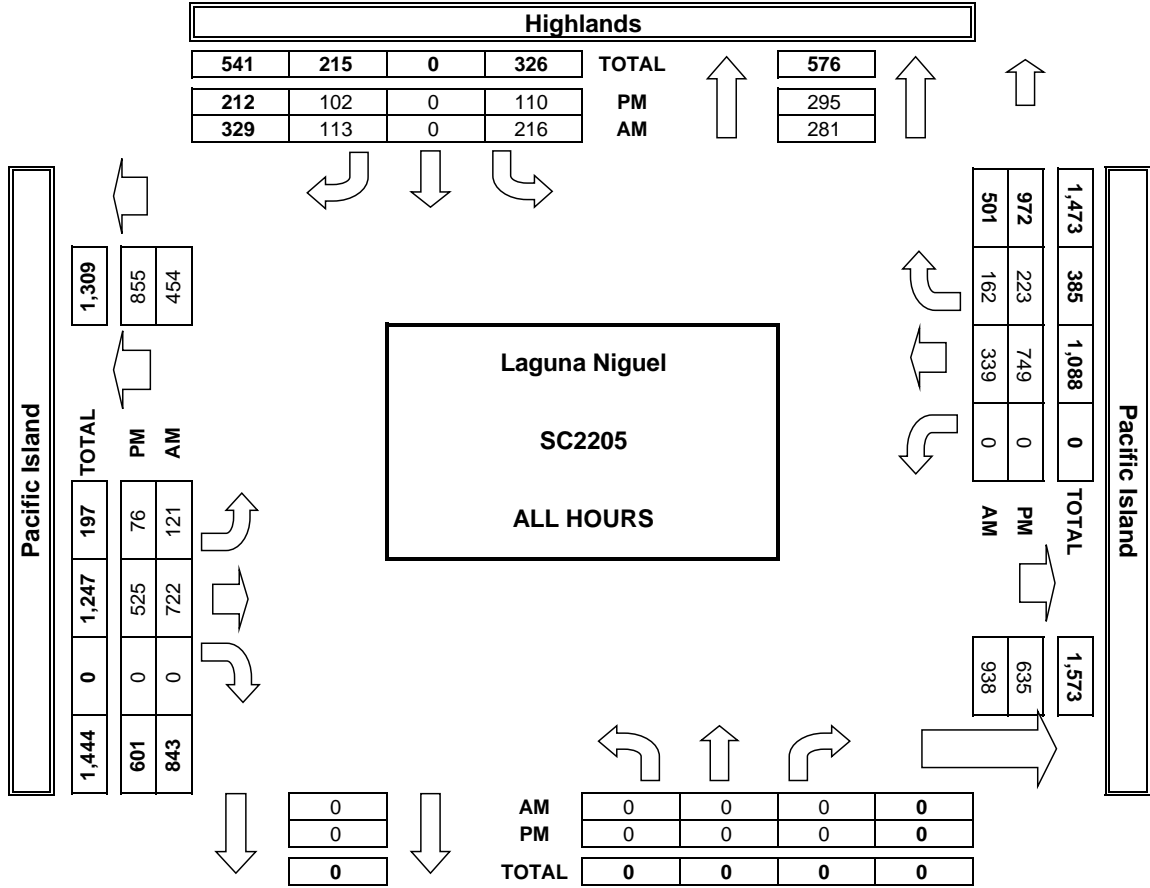 Highlands
541 215 0 326 TOTAL 576
212 102 0 110 PM 295
329 113 0 216 AM 281
Pacific Island
1,309
855
454
TOTAL 197 1,247 0 1,444
PM 76 525 0 601
AM 121 722 0 843
Laguna Niguel
SC2205
ALL HOURS
1,473 385 1,088 0 TOTAL 1,573
972 223 749 0 PM 635
501 162 339 0 AM 938
Pacific Island
0 AM 0 0 0 0
0 PM 0 0 0 0
0 TOTAL 0 0 0 0